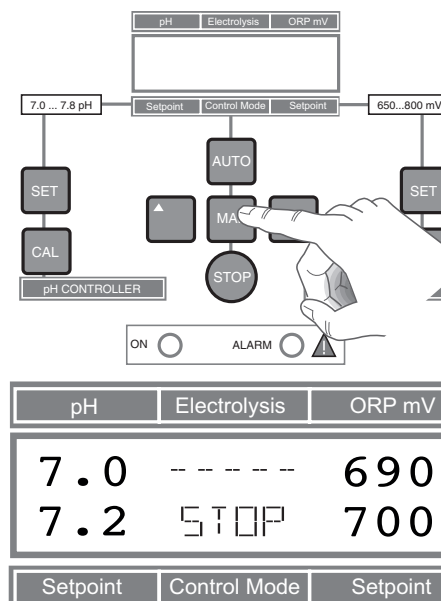 pH Electrolysis ORP mV
7.0 ... 7.8 pH
Setpoint Control Mode Setpoint
650...800 mV
AUTO
SET
SET
CAL
STOP
pH CONTROLLER
ON ALARM
pH Electrolysis ORP mV
7.0 ----- 690
7.2 STOP 700
Setpoint Control Mode Setpoint